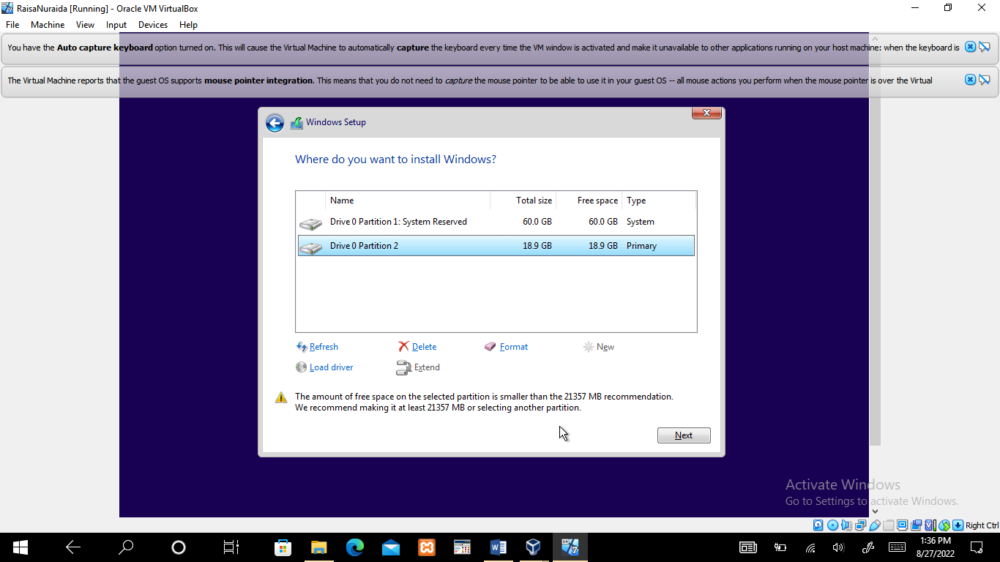 RaisaNuraida [Running] - Oracle VM VirtualBox
File Machine View Input Devices Help
You have the Auto capture keyboard option turned on. This will cause the Virtual Machine to automatically capture the keyboard every time the VM window is activated and make it unavailable to other applications running on your host machine: when the keyboard is
The Virtual Machine reports that the guest OS supports mouse pointer integration. This means that you do not need to capture the mouse pointer to be able to use it in your guest OS -- all mouse actions you perform when the mouse pointer is over the Virtual
Windows Setup
Where do you want to install Windows?
Name Total size Free space Type
Drive 0 Partition 1: System Reserved 60.0 GB 60.0 GB System
Drive 0 Partition 2 18.9 GB 18.9 GB Primary
Refresh Delete Format New
Load driver Extend
The amount of free space on the selected partition is smaller than the 21357 MB recommendation.
We recommend making it at least 21357 MB or selecting another partition.
Next
Activate Windows
Go to Settings to activate Windows.
Right Ctrl
1:36 PM
8/27/2022